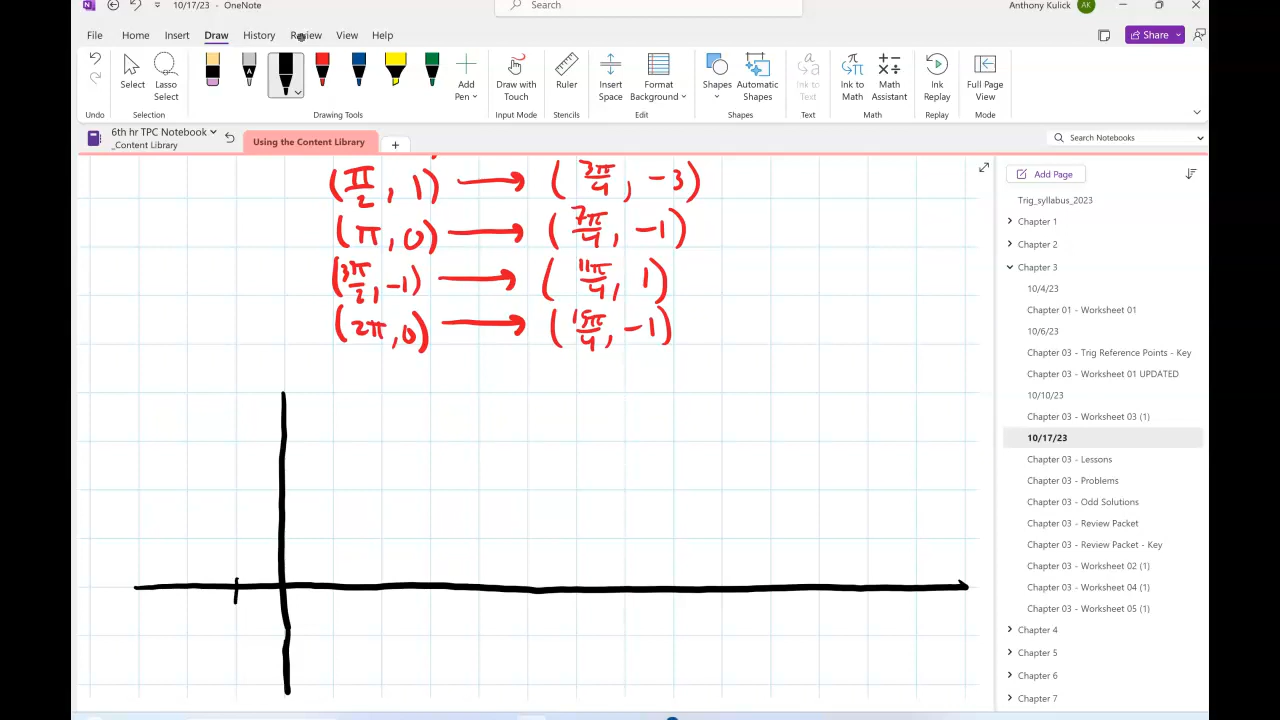 10/17/23 - OneNote
Search
Anthony Kulick
AK
File Home Insert Draw History Review View Help
Share
Select
Lasso Select
Add Pen
Draw with Touch
Ruler
Insert Space
Format Background
Shapes
Automatic Shapes
Ink to Text
Ink to Math
Math Assistant
Ink Replay
Full Page View
Undo
Selection
Drawing Tools
Input Mode
Stencils
Edit
Shapes
Text
Math
Replay
Mode
6th hr TPC Notebook
_Content Library
Using the Content Library
+
Search Notebooks
(π/2, 1) → (3π/4, -3)
(π, 0) → (7π/4, -1)
(3π/2, -1) → (11π/4, 1)
(2π, 0) → (15π/4, -1)
Add Page
Trig_syllabus_2023
Chapter 1
Chapter 2
Chapter 3
10/4/23
Chapter 01 - Worksheet 01
10/6/23
Chapter 03 - Trig Reference Points - Key
Chapter 03 - Worksheet 01 UPDATED
10/10/23
Chapter 03 - Worksheet 03 (1)
10/17/23
Chapter 03 - Lessons
Chapter 03 - Problems
Chapter 03 - Odd Solutions
Chapter 03 - Review Packet
Chapter 03 - Review Packet - Key
Chapter 03 - Worksheet 02 (1)
Chapter 03 - Worksheet 04 (1)
Chapter 03 - Worksheet 05 (1)
Chapter 4
Chapter 5
Chapter 6
Chapter 7